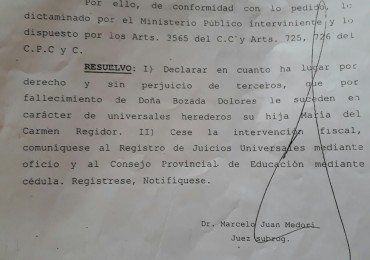 Por ello, de conformidad con lo pedido, lo
dictaminado por el Ministerio Público interviniente y lo
dispuesto por los Arts. 3565 del C.C y Arts. 725, 726 del
C.P.C y C.
RESUELVO: I) Declarar en cuanto ha lugar por
derecho y sin perjuicio de terceros, que por
fallecimiento de Doña Bozada Dolores le suceden en
carácter de universales herederos su hija María del
Carmen Regidor. II) Cese la intervención fiscal,
comuníquese al Registro de Juicios Universales mediante
oficio y al Consejo Provincial de Educación mediante
cédula. Regístrese, Notifíquese.
Dr. Marcelo Juan Medori
Juez subrog.